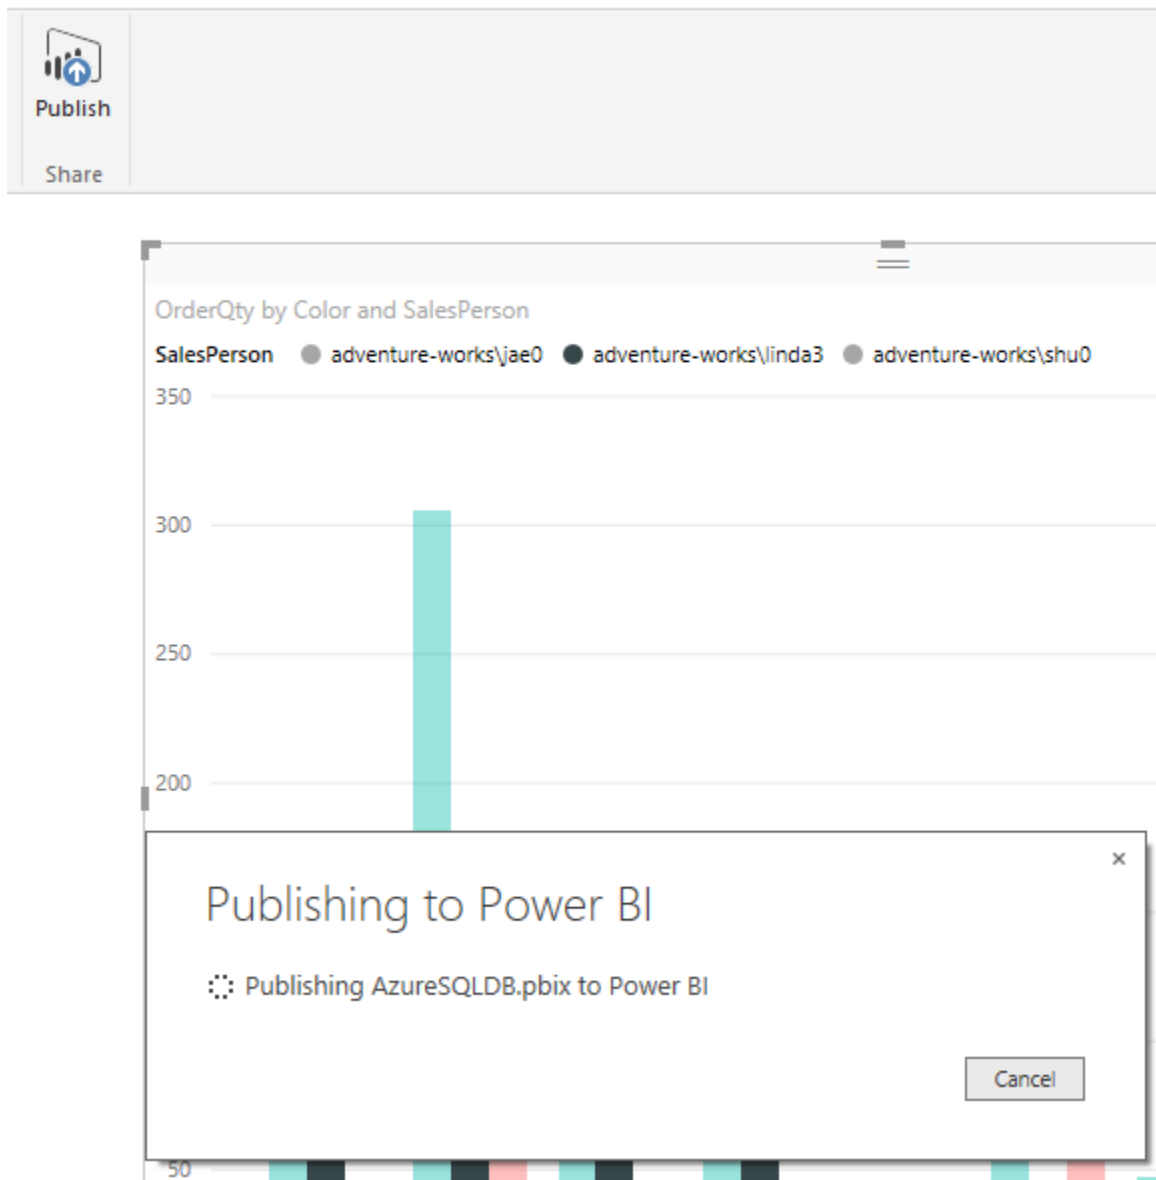 Publish
Share
OrderQty by Color and SalesPerson
SalesPerson adventure-works\jae0 adventure-works\linda3 adventure-works\shu0
350
300
250
200
Publishing to Power BI
Publishing AzureSQLDB.pbix to Power BI
Cancel
50